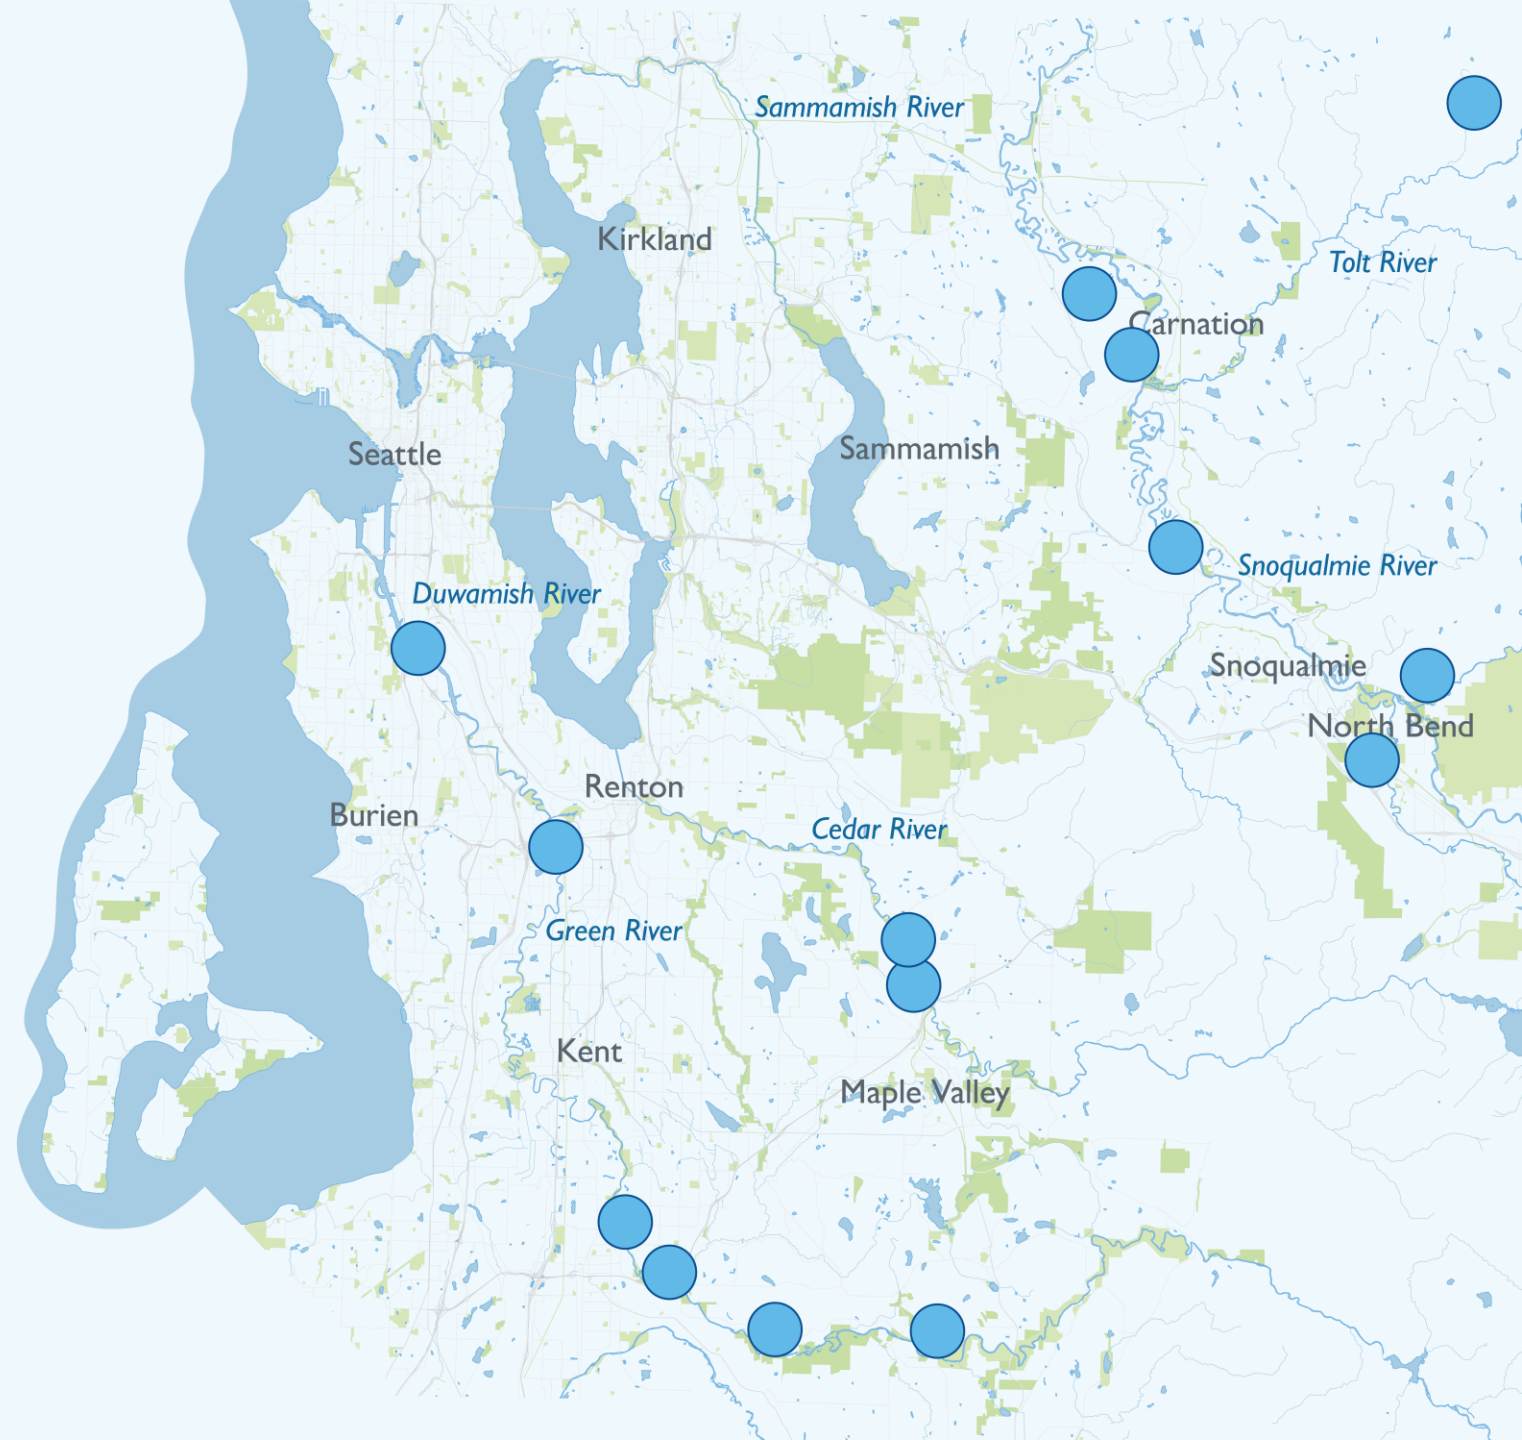 Sammamish River
Kirkland
Tolt River
Carnation
Seattle
Sammamish
Snoqualmie River
Duwamish River
Snoqualmie
North Bend
Renton
Burien
Cedar River
Green River
Kent
Maple Valley